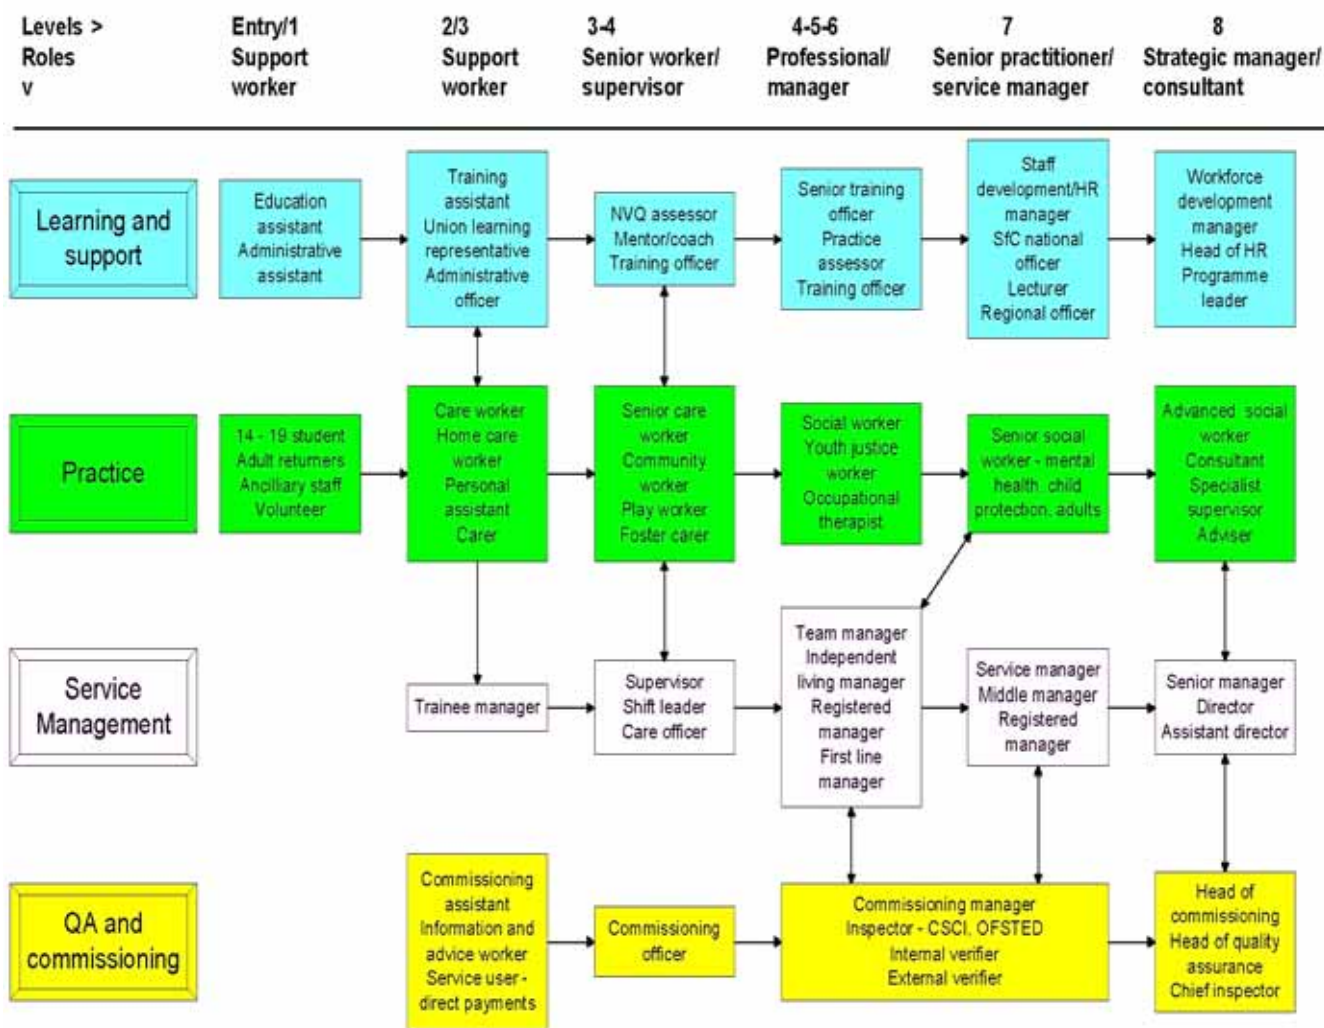 Levels >
Roles
v
Entry/1
Support
worker
2/3
Support
worker
3-4
Senior worker/
supervisor
4-5-6
Professional/
manager
7
Senior practitioner/
service manager
8
Strategic manager/
consultant
Learning and
support
Education
assistant
Administrative
assistant
Training
assistant
Union learning
representative
Administrative
officer
NVQ assessor
Mentor/coach
Training officer
Senior training
officer
Practice
assessor
Training officer
Staff
development/HR
manager
SfC national
officer
Lecturer
Regional officer
Workforce
development
manager
Head of HR
Programme
leader
Practice
14 - 19 student
Adult returners
Ancilliary staff
Volunteer
Care worker
Home care
worker
Personal
assistant
Carer
Senior care
worker
Community
worker
Play worker
Foster carer
Social worker
Youth justice
worker
Occupational
therapist
Senior social
worker - mental
health, child
protection, adults
Advanced social
worker
Consultant
Specialist
supervisor
Adviser
Service
Management
Trainee manager
Supervisor
Shift leader
Care officer
Team manager
Independent
living manager
Registered
manager
First line
manager
Service manager
Middle manager
Registered
manager
Senior manager
Director
Assistant director
QA and
commissioning
Commissioning
assistant
Information and
advice worker
Service user -
direct payments
Commissioning
officer
Commissioning manager
Inspector - CSCI, OFSTED
Internal verifier
External verifier
Head of
commissioning
Head of quality
assurance
Chief inspector